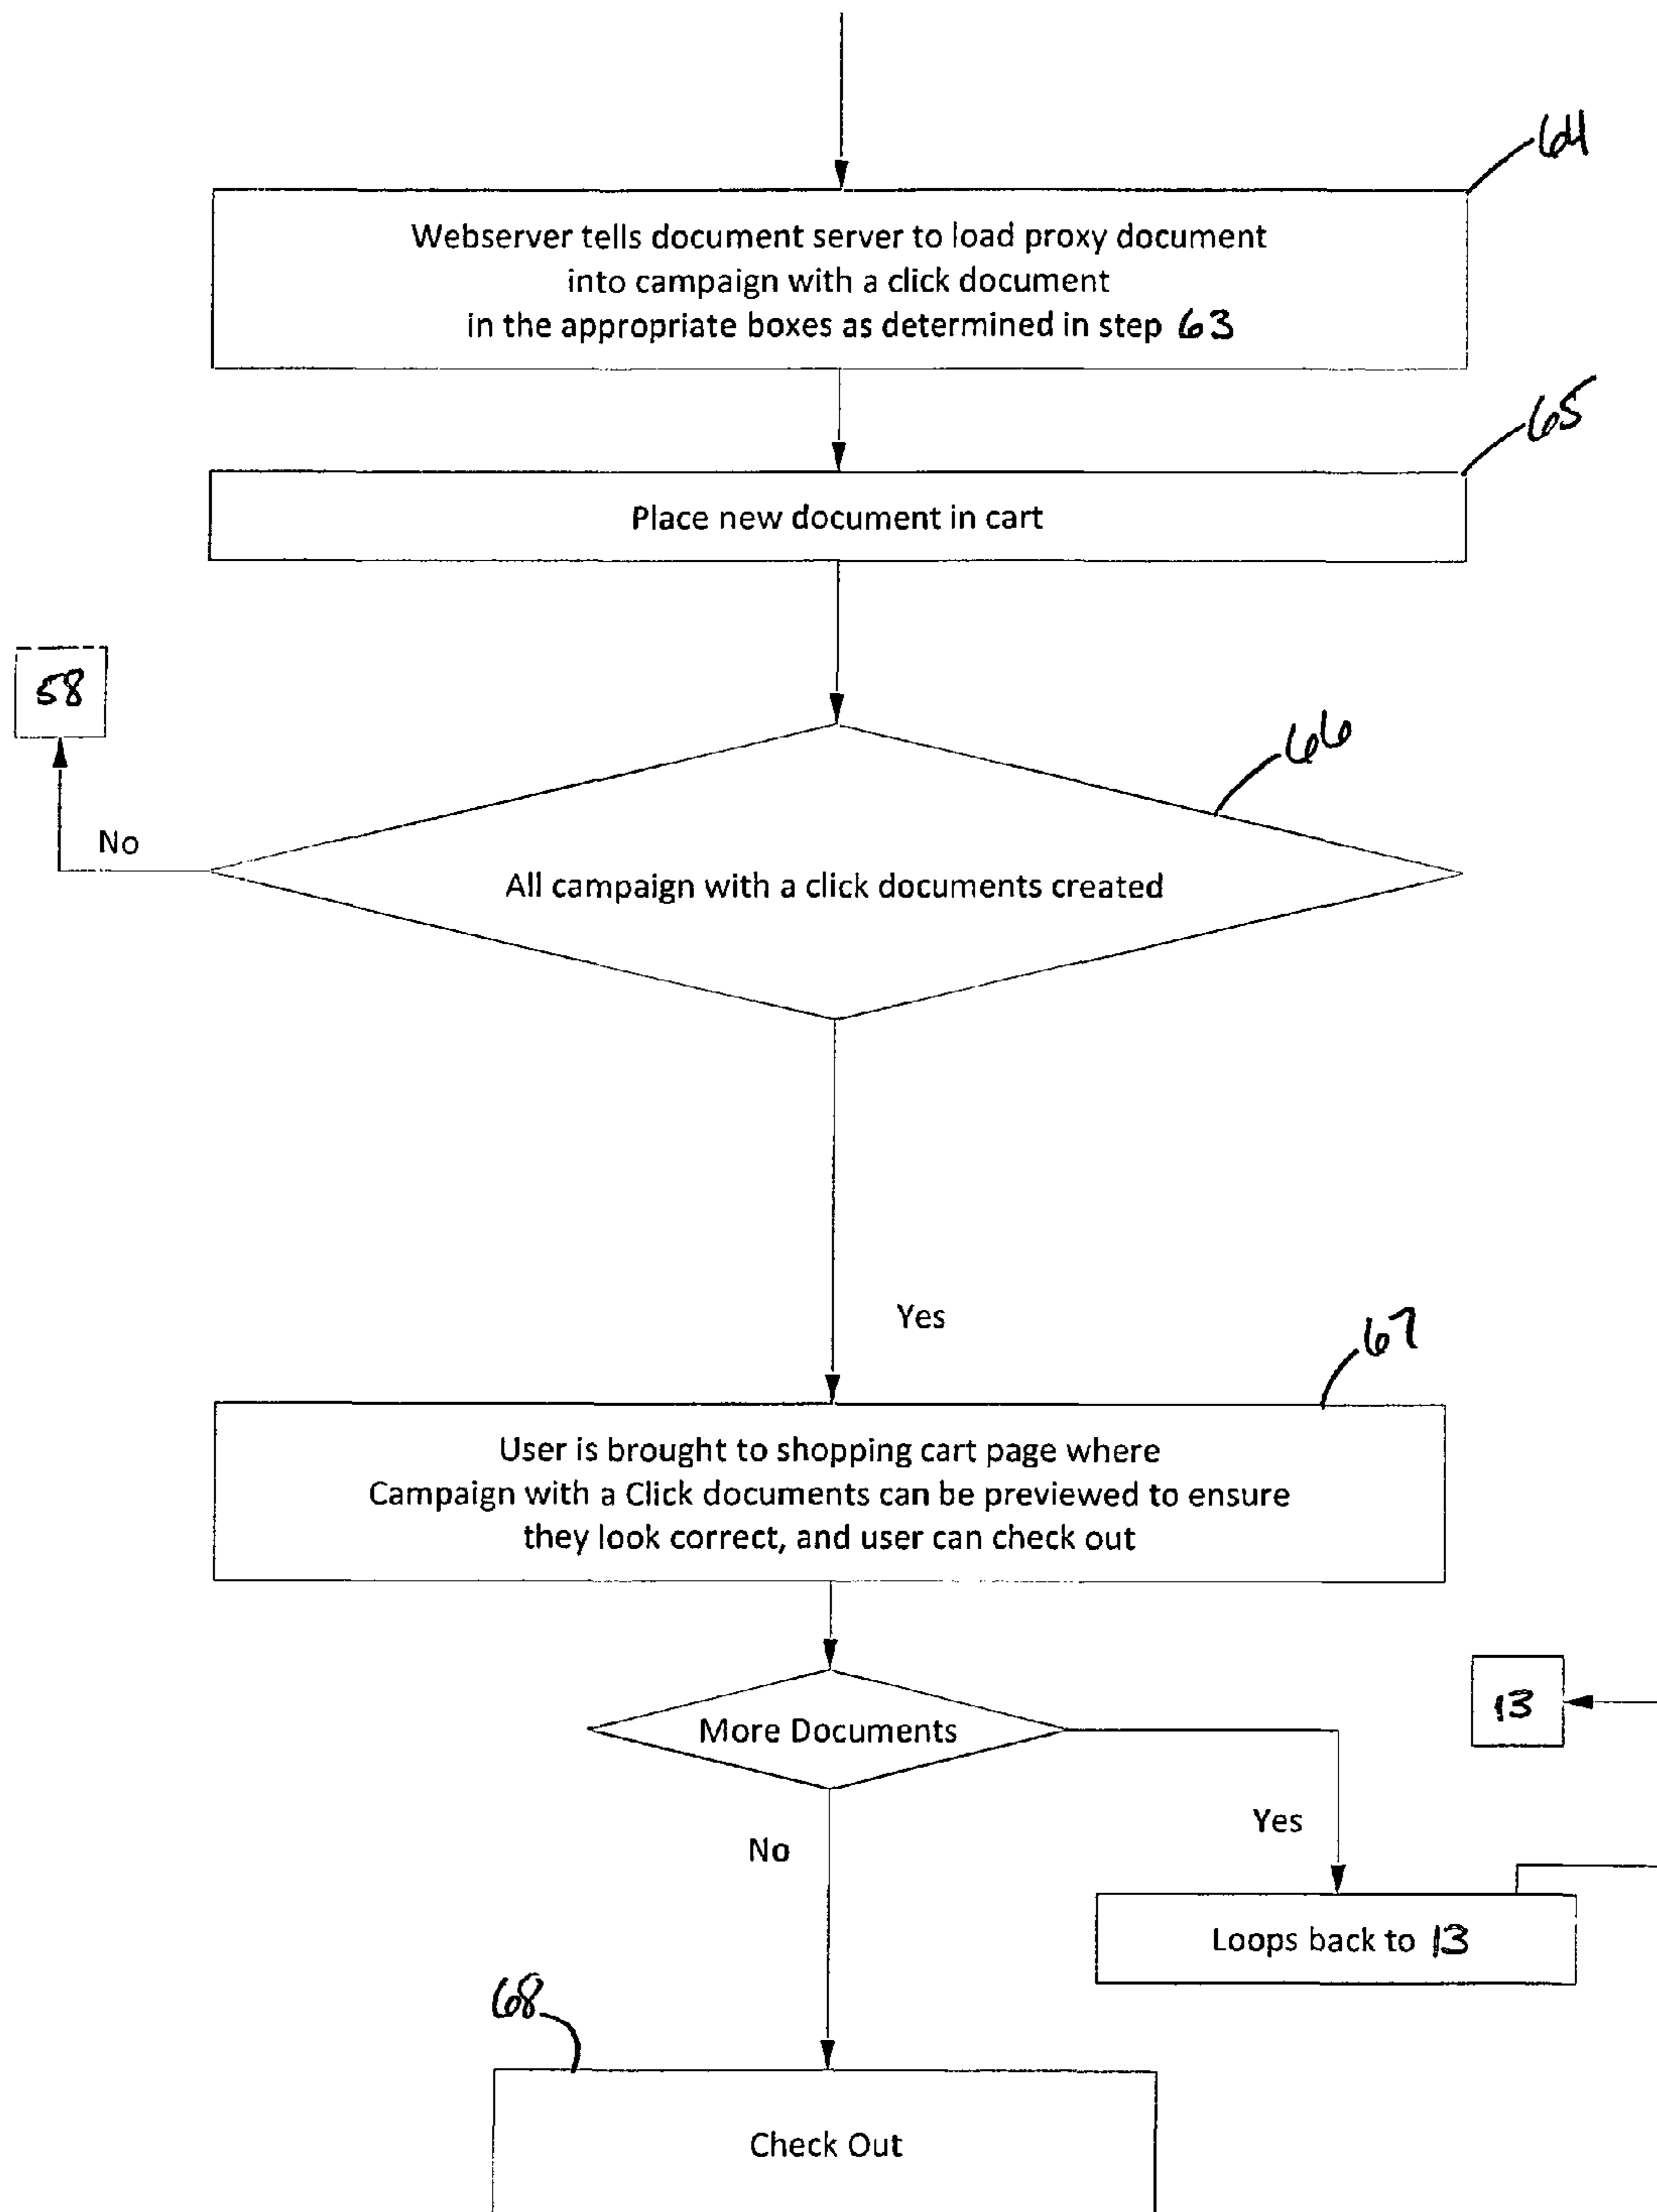 64
Webserver tells document server to load proxy document
into campaign with a click document
in the appropriate boxes as determined in step 63
65
Place new document in cart
58
66
No
All campaign with a click documents created
Yes
67
User is brought to shopping cart page where
Campaign with a Click documents can be previewed to ensure
they look correct, and user can check out
13
More Documents
Yes
No
Loops back to 13
68
Check Out